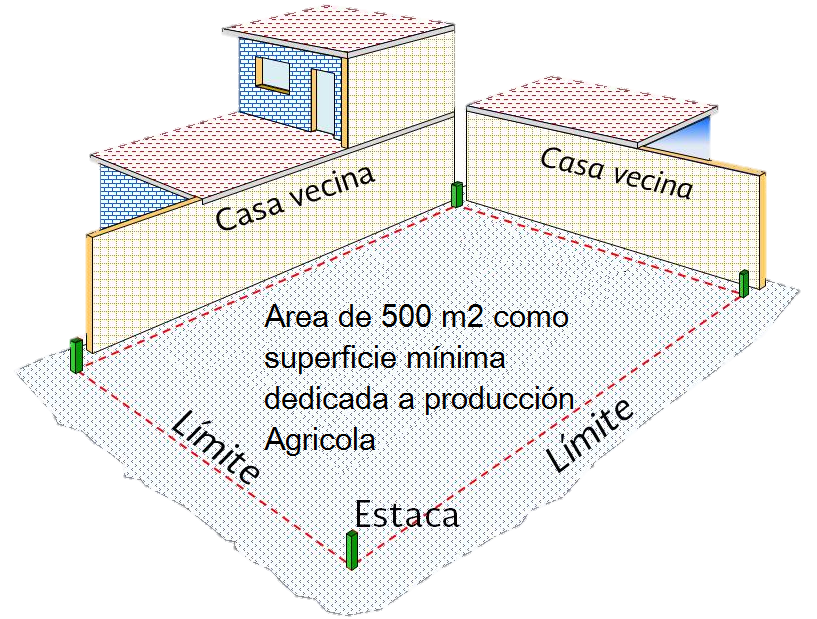 Casa vecina
Casa vecina
Area de 500 m2 como
superficie mínima
dedicada a producción
Agricola
Límite
Límite
Estaca